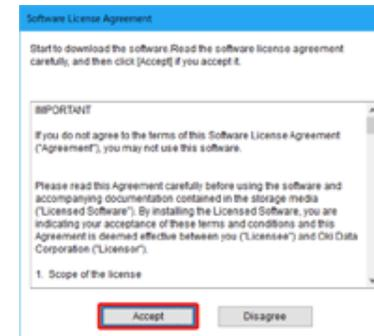 Software License Agreement
Start to download the software.Read the software license agreement
carefully, and then click [Accept] if you accept it.
IMPORTANT
If you do not agree to the terms of this Software License Agreement
("Agreement"), you may not use this software.
Please read this Agreement carefully before using the software and
accompanying documentation contained in the storage media
("Licensed Software"). By installing the Licensed Software, you are
indicating your acceptance of these terms and conditions and this
Agreement is deemed effective between you ("Licensee") and Oki Data
Corporation ("Licensor").
1. Scope of the license
Accept
Disagree